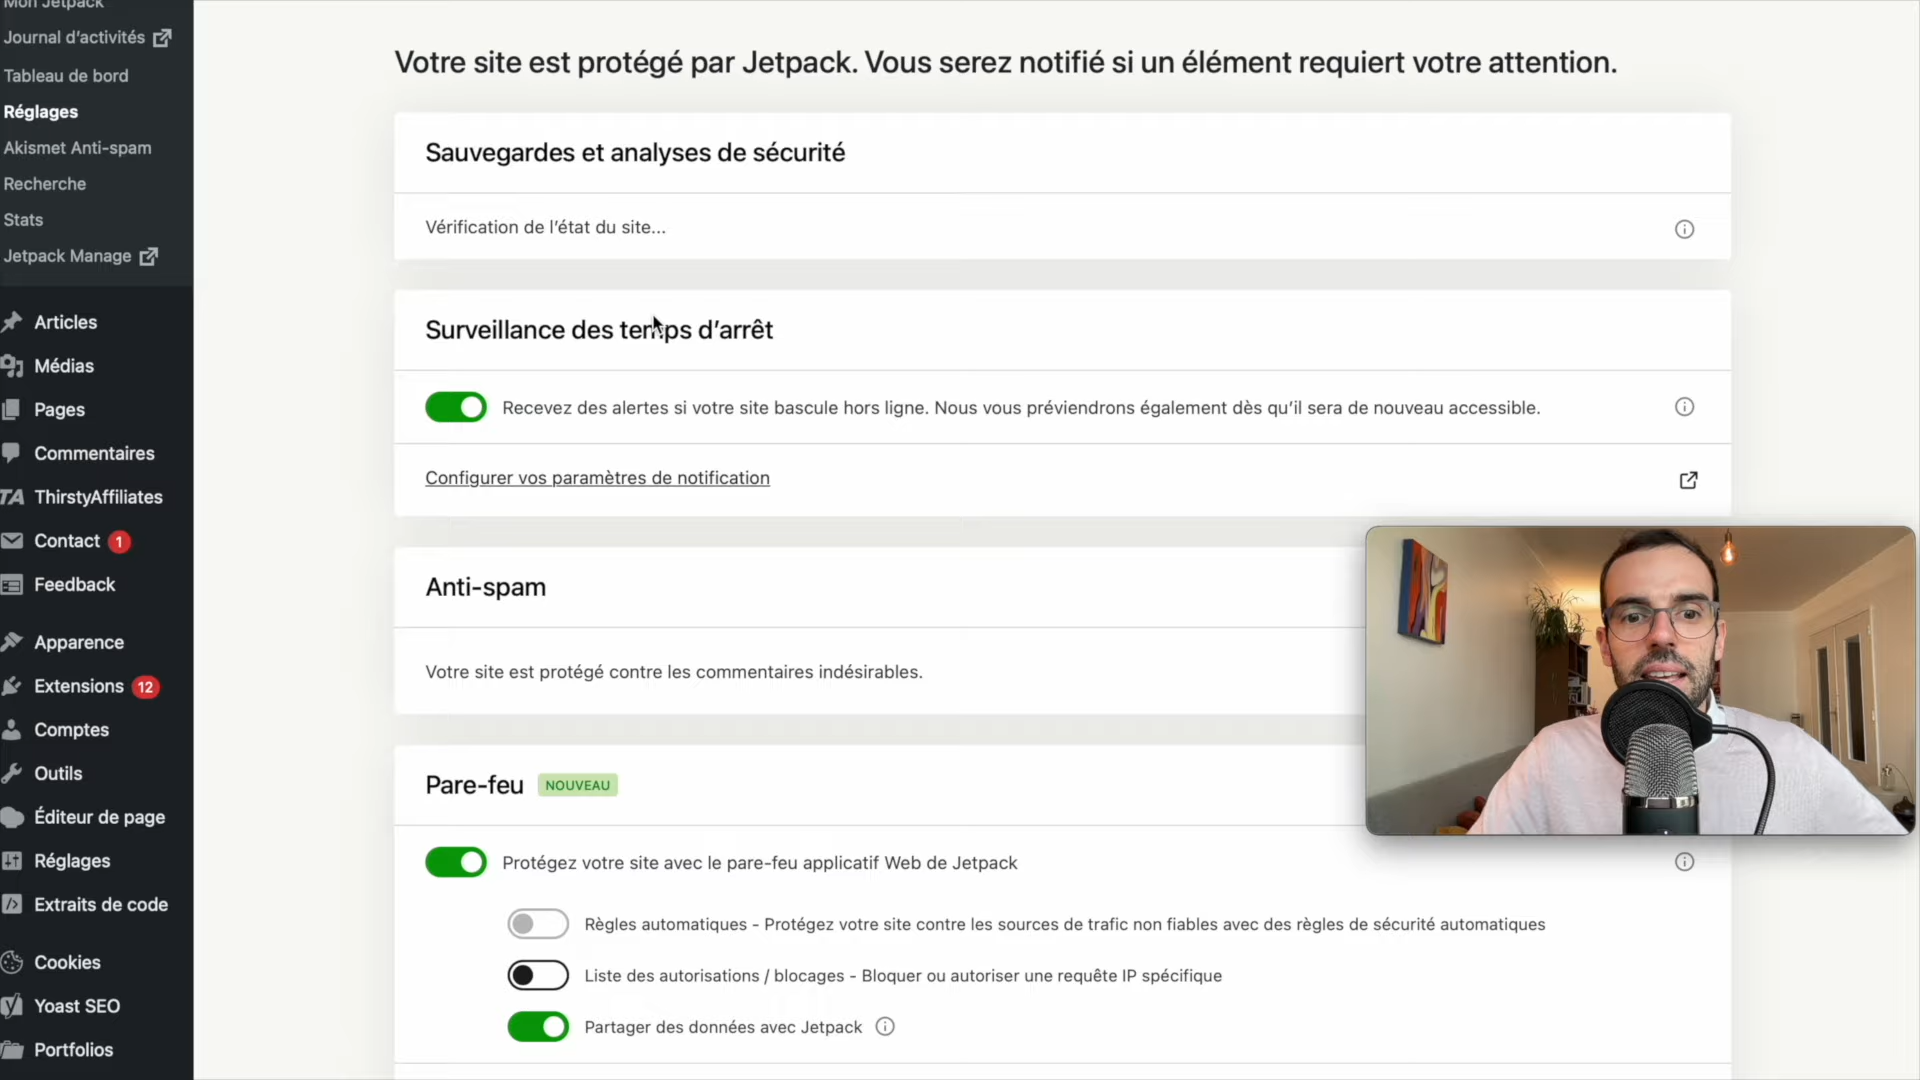 Mon Jetpack
Journal d'activités
Tableau de bord
Réglages
Akismet Anti-spam
Recherche
Stats
Jetpack Manage
Articles
Médias
Pages
Commentaires
TA ThirstyAffiliates
Contact 1
Feedback
Apparence
Extensions 12
Comptes
Outils
Éditeur de page
Réglages
Extraits de code
Cookies
Yoast SEO
Portfolios
Votre site est protégé par Jetpack. Vous serez notifié si un élément requiert votre attention.
Sauvegardes et analyses de sécurité
Vérification de l'état du site...
Surveillance des temps d'arrêt
Recevez des alertes si votre site bascule hors ligne. Nous vous préviendrons également dès qu'il sera de nouveau accessible.
Configurer vos paramètres de notification
Anti-spam
Votre site est protégé contre les commentaires indésirables.
Pare-feu NOUVEAU
Protégez votre site avec le pare-feu applicatif Web de Jetpack
Règles automatiques - Protégez votre site contre les sources de trafic non fiables avec des règles de sécurité automatiques
Liste des autorisations / blocages - Bloquer ou autoriser une requête IP spécifique
Partager des données avec Jetpack